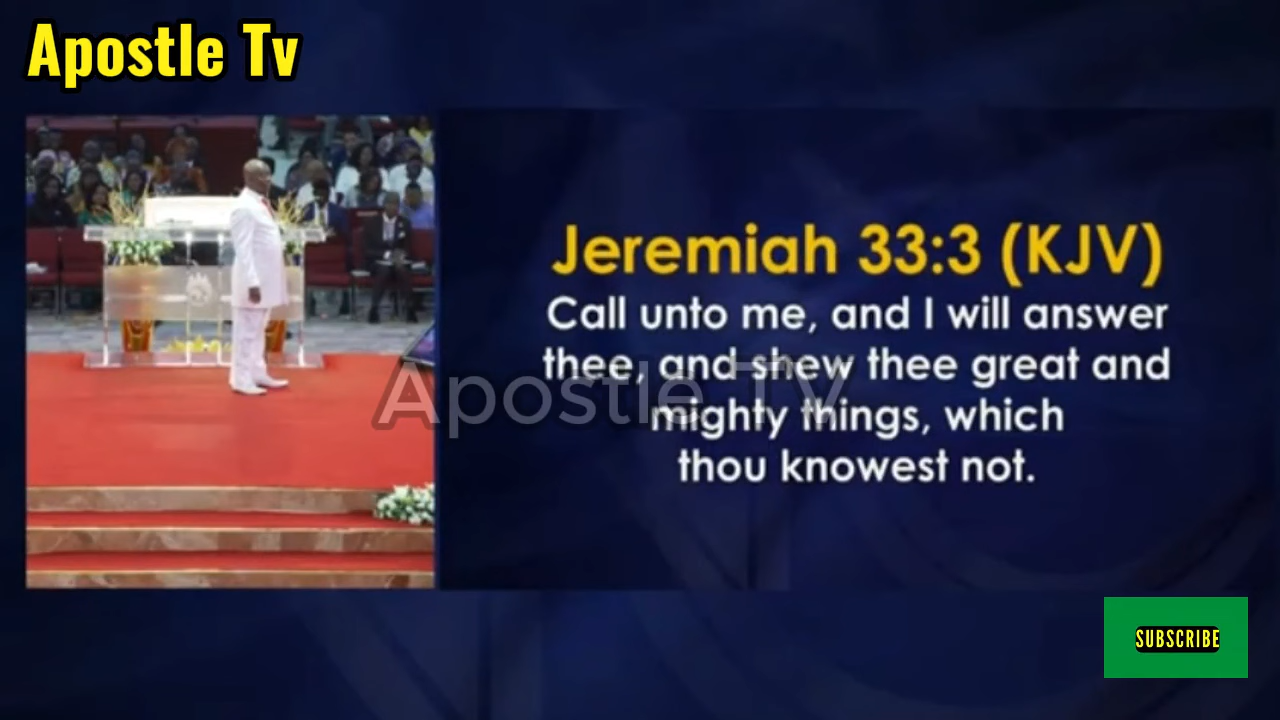 Apostle Tv
Jeremiah 33:3 (KJV)
Call unto me, and I will answer
thee, and shew thee great and
mighty things, which
thou knowest not.
Apostle TV
SUBSCRIBE